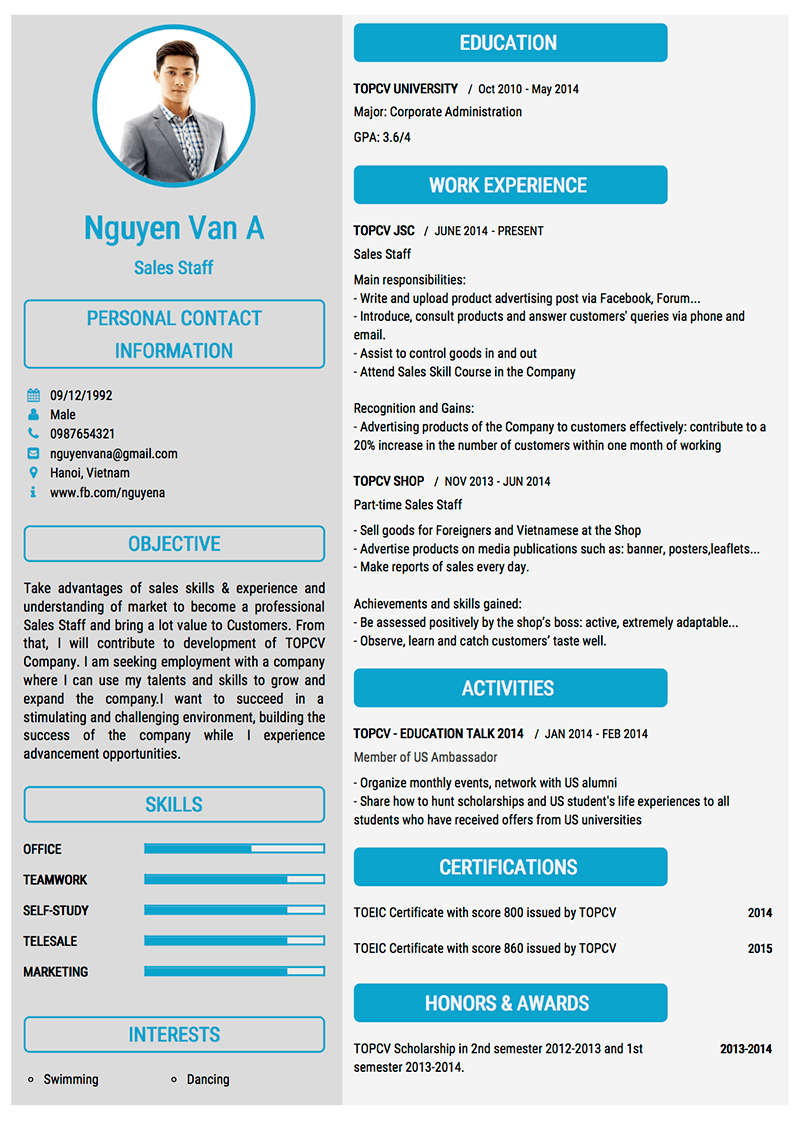 Nguyen Van A
Sales Staff
PERSONAL CONTACT
INFORMATION
09/12/1992
Male
0987654321
nguyenvana@gmail.com
Hanoi, Vietnam
www.fb.com/nguyena
OBJECTIVE
Take advantages of sales skills & experience and
understanding of market to become a professional
Sales Staff and bring a lot value to Customers. From
that, I will contribute to development of TOPCV
Company. I am seeking employment with a company
where I can use my talents and skills to grow and
expand the company.I want to succeed in a
stimulating and challenging environment, building the
success of the company while I experience
advancement opportunities.
SKILLS
OFFICE
TEAMWORK
SELF-STUDY
TELESALE
MARKETING
INTERESTS
Swimming
Dancing
EDUCATION
TOPCV UNIVERSITY / Oct 2010 - May 2014
Major: Corporate Administration
GPA: 3.6/4
WORK EXPERIENCE
TOPCV JSC / JUNE 2014 - PRESENT
Sales Staff
Main responsibilities:
- Write and upload product advertising post via Facebook, Forum...
- Introduce, consult products and answer customers' queries via phone and
email.
- Assist to control goods in and out
- Attend Sales Skill Course in the Company
Recognition and Gains:
- Advertising products of the Company to customers effectively: contribute to a
20% increase in the number of customers within one month of working
TOPCV SHOP / NOV 2013 - JUN 2014
Part-time Sales Staff
- Sell goods for Foreigners and Vietnamese at the Shop
- Advertise products on media publications such as: banner, posters,leaflets...
- Make reports of sales every day.
Achievements and skills gained:
- Be assessed positively by the shop’s boss: active, extremely adaptable...
- Observe, learn and catch customers’ taste well.
ACTIVITIES
TOPCV - EDUCATION TALK 2014 / JAN 2014 - FEB 2014
Member of US Ambassador
- Organize monthly events, network with US alumni
- Share how to hunt scholarships and US student's life experiences to all
students who have received offers from US universities
CERTIFICATIONS
TOEIC Certificate with score 800 issued by TOPCV 2014
TOEIC Certificate with score 860 issued by TOPCV 2015
HONORS & AWARDS
TOPCV Scholarship in 2nd semester 2012-2013 and 1st 2013-2014
semester 2013-2014.